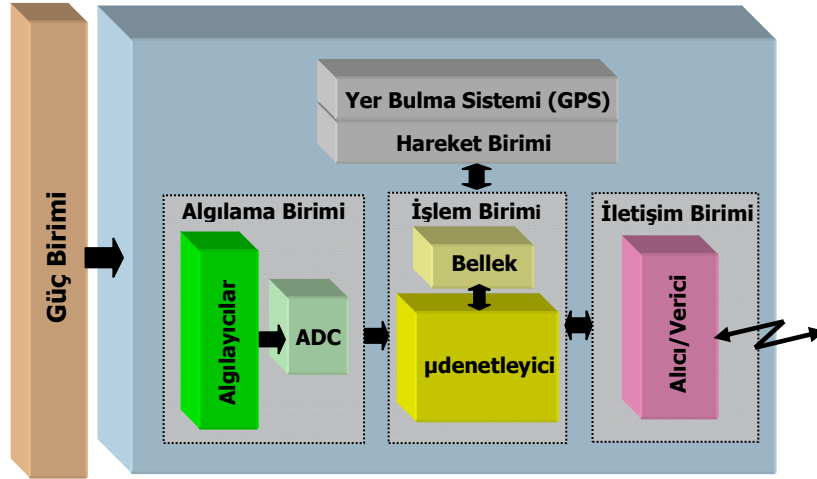 Güç Birimi
Yer Bulma Sistemi (GPS)
Hareket Birimi
Algılama Birimi
Algılayıcılar
ADC
İşlem Birimi
Bellek
µdenetleyici
İletişim Birimi
Alıcı/Verici